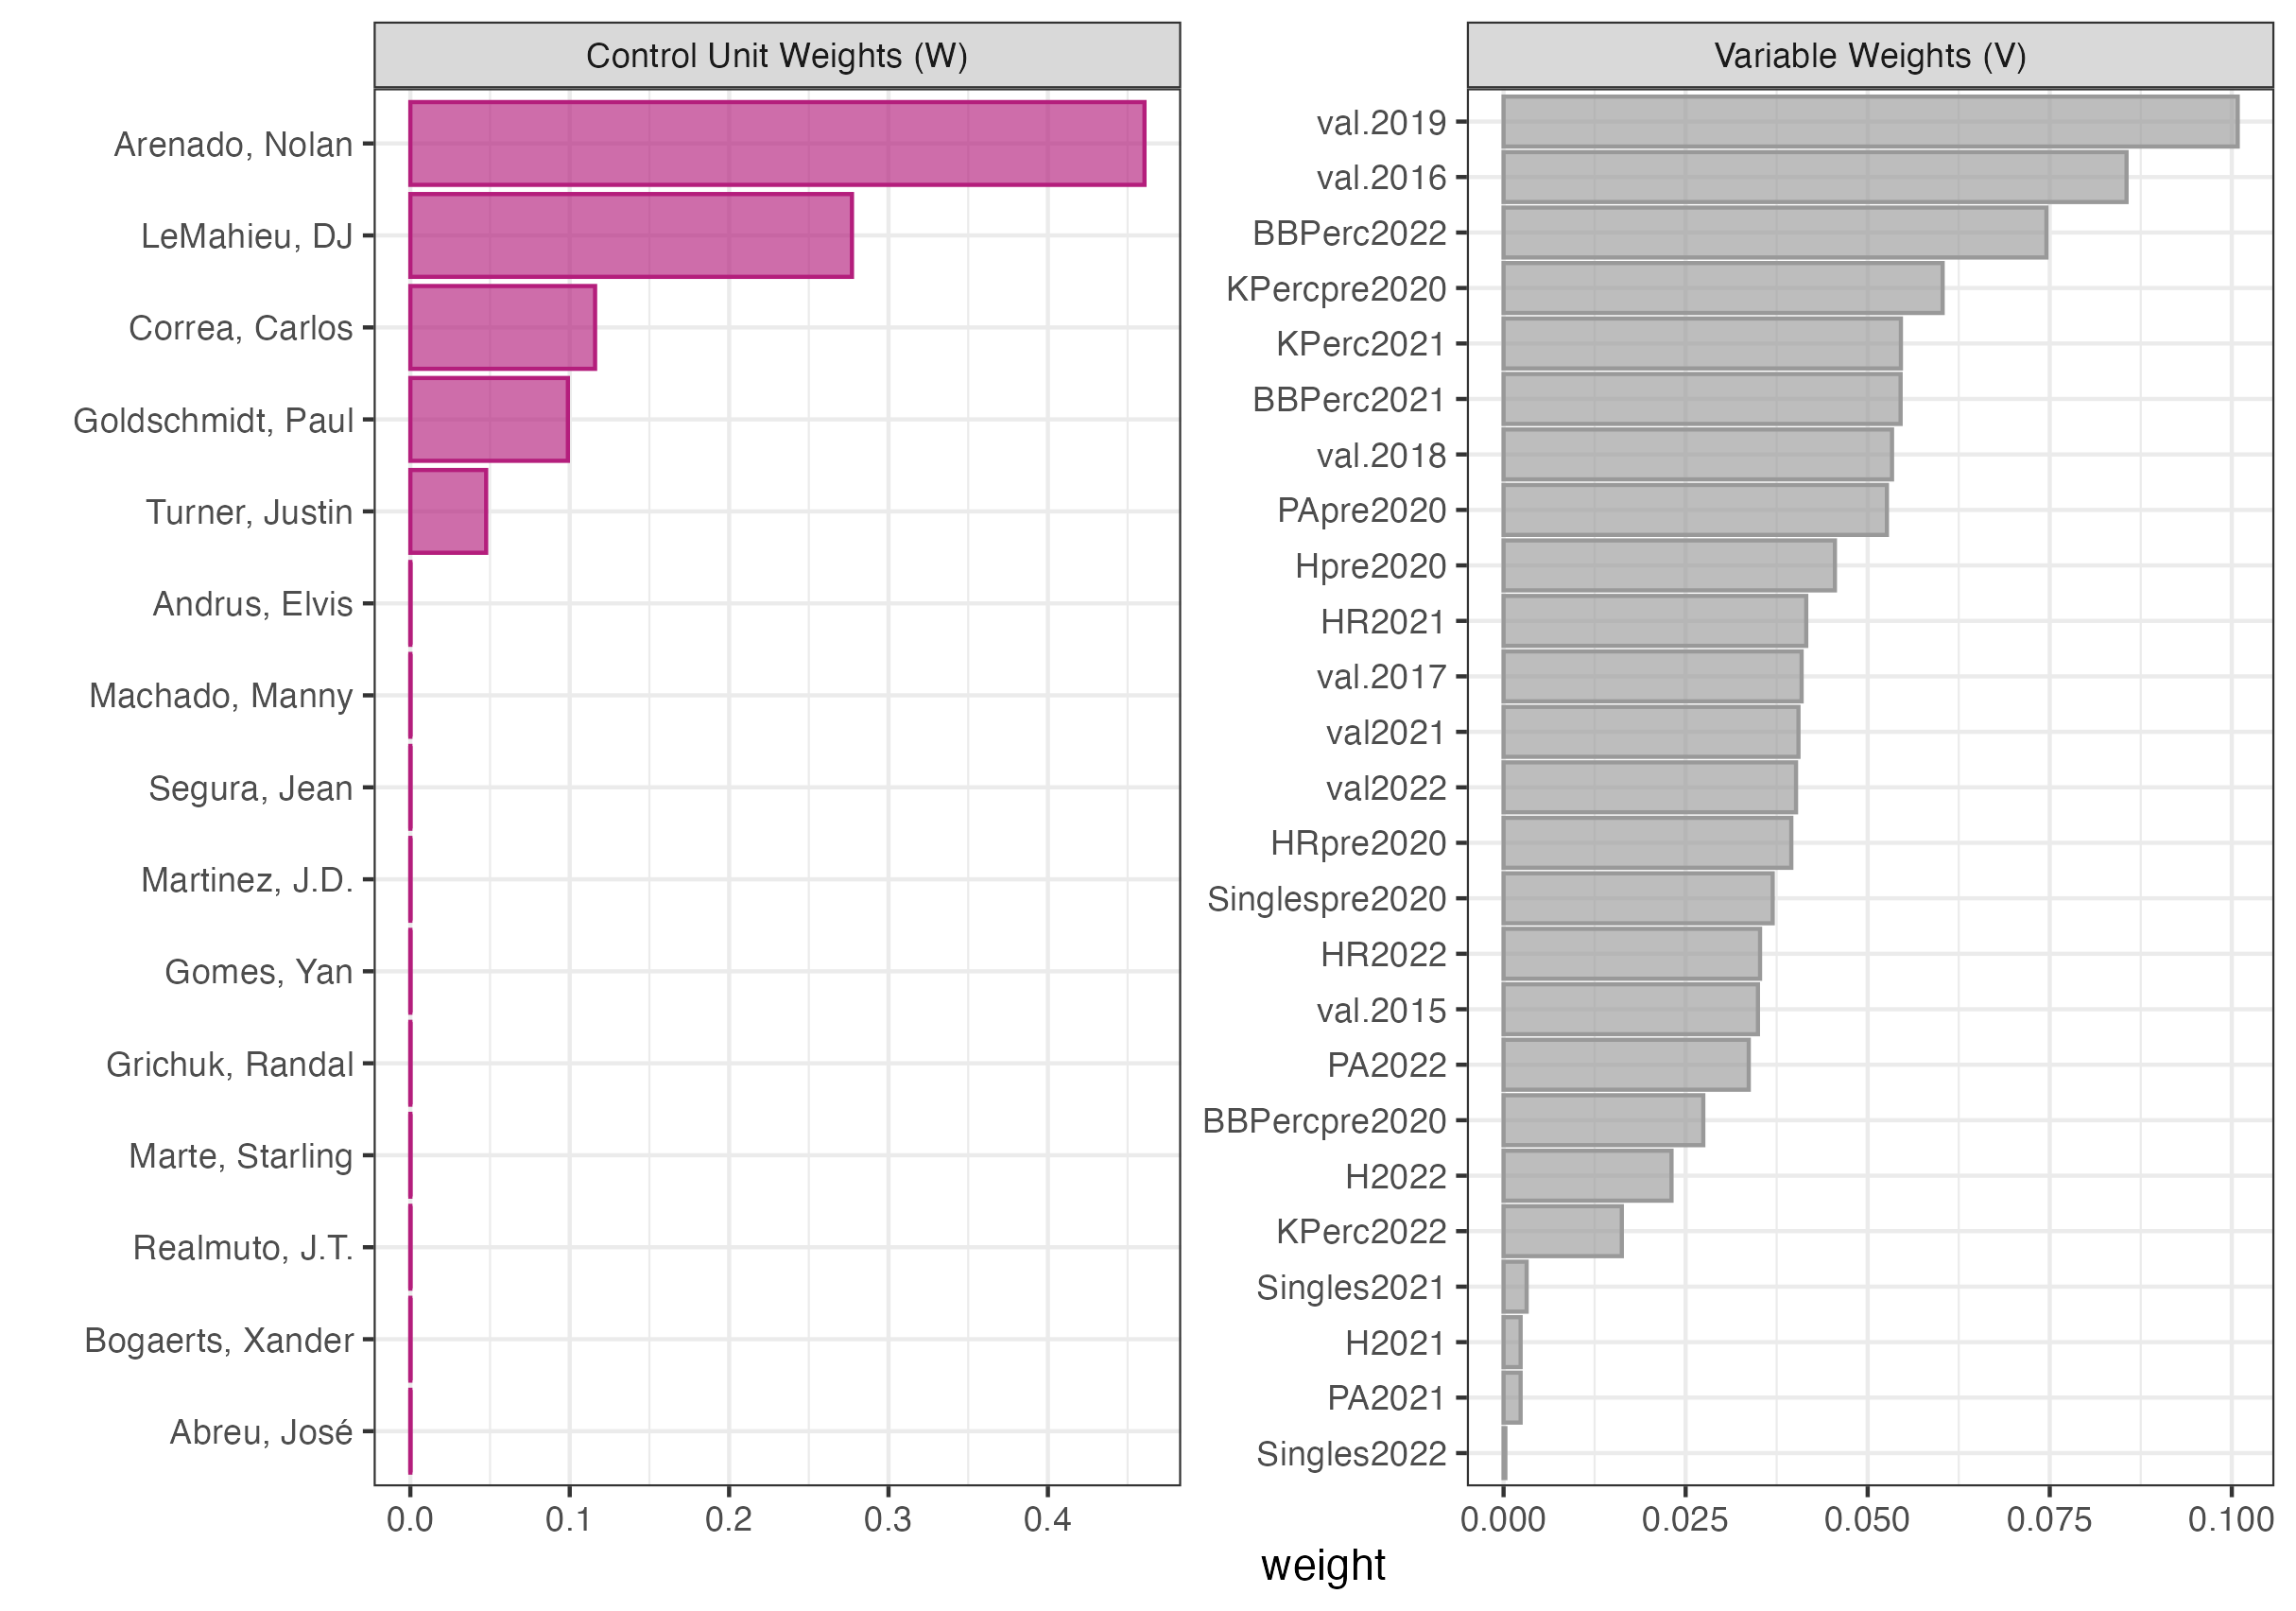 Control Unit Weights (W)
Arenado, Nolan
LeMahieu, DJ
Correa, Carlos
Goldschmidt, Paul
Turner, Justin
Andrus, Elvis
Machado, Manny
Segura, Jean
Martinez, J.D.
Gomes, Yan
Grichuk, Randal
Marte, Starling
Realmuto, J.T.
Bogaerts, Xander
Abreu, José
0.0 0.1 0.2 0.3 0.4
Variable Weights (V)
val.2019
val.2016
BBPerc2022
KPercpre2020
KPerc2021
BBPerc2021
val.2018
PApre2020
Hpre2020
HR2021
val.2017
val2021
val2022
HRpre2020
Singlespre2020
HR2022
val.2015
PA2022
BBPercpre2020
H2022
KPerc2022
Singles2021
H2021
PA2021
Singles2022
0.000 0.025 0.050 0.075 0.100
weight